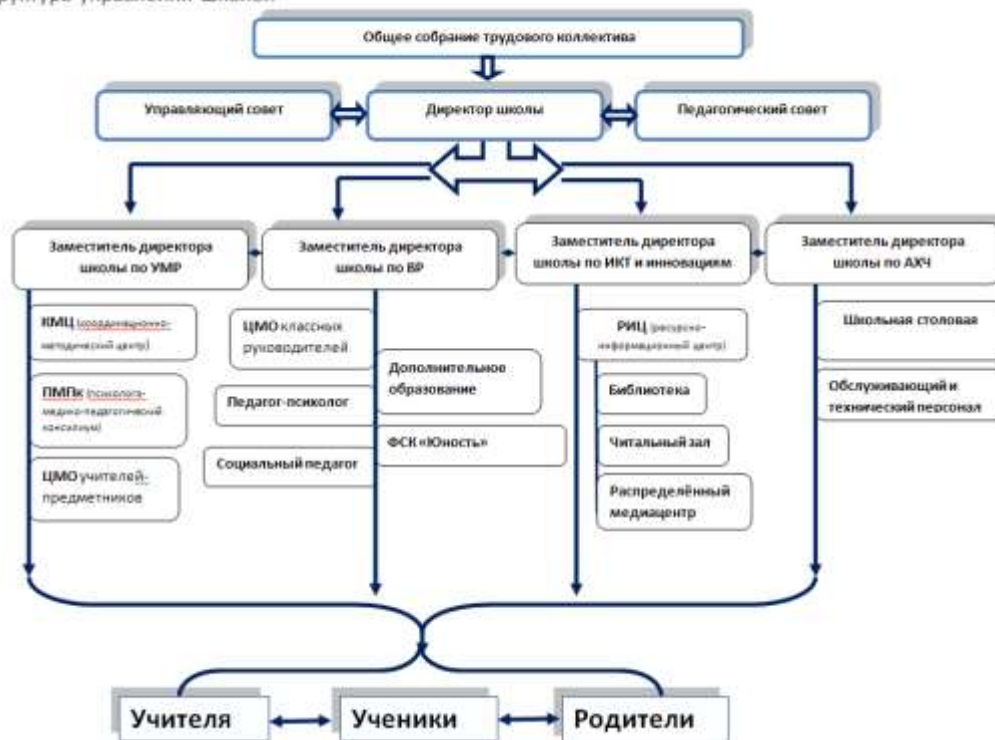 Общее собрание трудового коллектива
Управляющий совет
Директор школы
Педагогический совет
Заместитель директора
школы по УМР
Заместитель директора
школы по ВР
Заместитель директора
школы по ИКТ и инновациям
Заместитель директора
школы по АХЧ
КМЦ (координационно-
методический центр)
ПМПк (психолого-
медико-педагогический
консилиум)
ЦМО учителей-
предметников
ЦМО классных
руководителей
Педагог-психолог
Социальный педагог
Дополнительное
образование
ФСК «Юность»
РИЦ (ресурсно-
информационный центр)
Библиотека
Читальный зал
Распределённый
медиацентр
Школьная столовая
Обслуживающий и
технический персонал
Учителя
Ученики
Родители